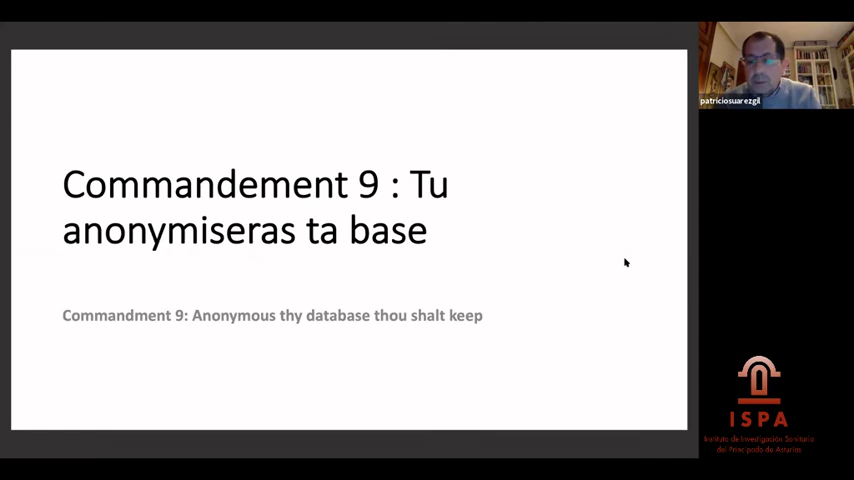 Commandement 9 : Tu
anonymiseras ta base
Commandment 9: Anonymous thy database thou shalt keep
patriciosuarezgil
ISPA
Instituto de Investigación Sanitaria
del Principado de Asturias